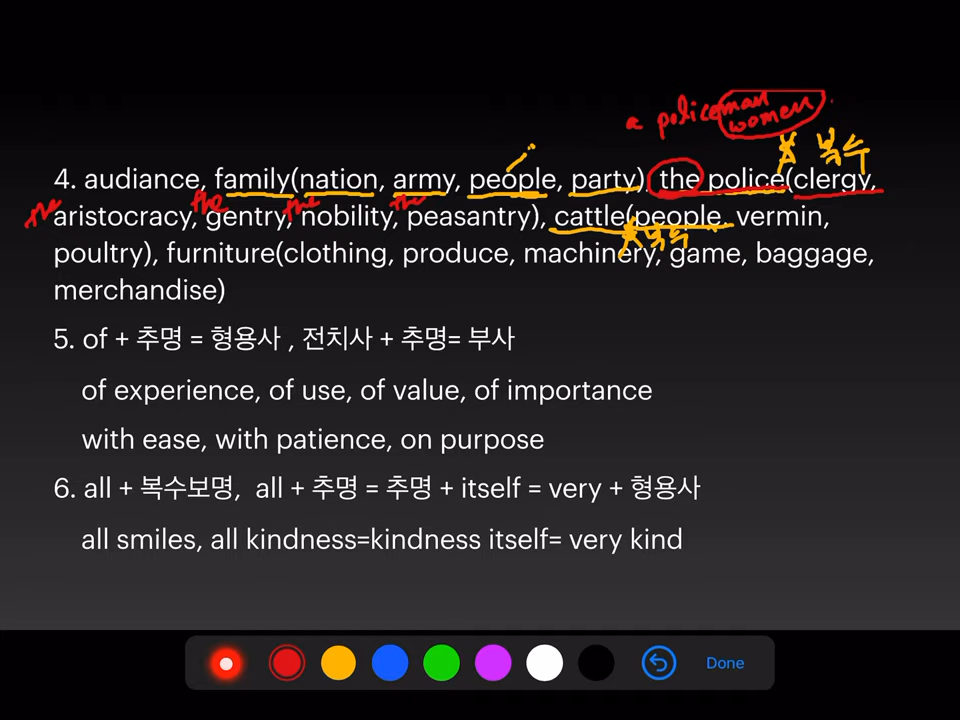 a policeman
women
복수
4. audiance, family(nation, army, people, party), the police(clergy,
the the the the
aristocracy, gentry, nobility, peasantry), cattle(people, vermin,
복수
poultry), furniture(clothing, produce, machinery, game, baggage,
merchandise)
5. of + 추명 = 형용사 , 전치사 + 추명= 부사
of experience, of use, of value, of importance
with ease, with patience, on purpose
6. all + 복수보명, all + 추명 = 추명 + itself = very + 형용사
all smiles, all kindness=kindness itself= very kind
Done